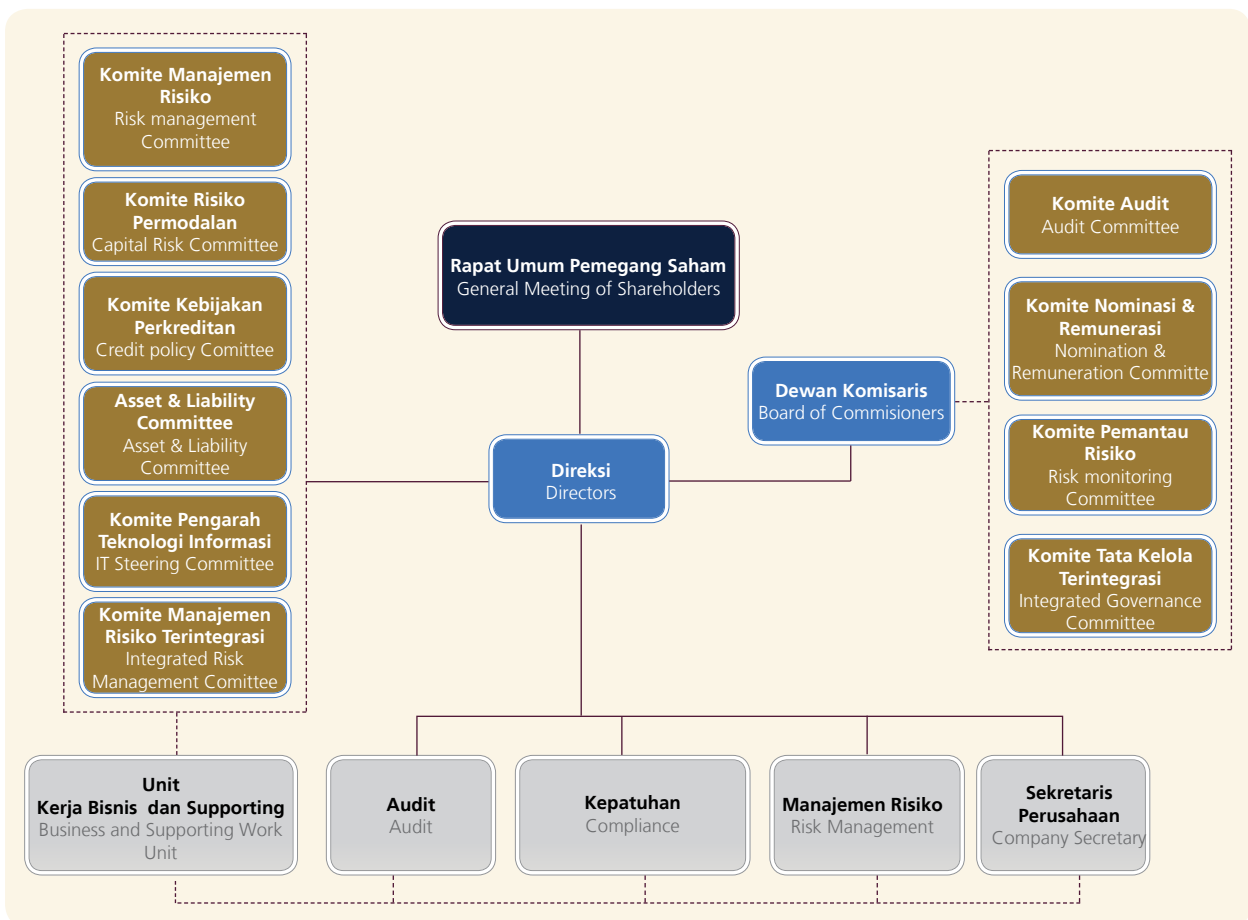 Komite Manajemen
Risiko
Risk management
Committee
Komite Risiko
Permodalan
Capital Risk Committee
Komite Kebijakan
Perkreditan
Credit policy Comittee
Asset & Liability
Committee
Asset & Liability
Committee
Komite Pengarah
Teknologi Informasi
IT Steering Committee
Komite Manajemen
Risiko Terintegrasi
Integrated Risk
Management Comittee
Rapat Umum Pemegang Saham
General Meeting of Shareholders
Dewan Komisaris
Board of Commisioners
Direksi
Directors
Komite Audit
Audit Committee
Komite Nominasi &
Remunerasi
Nomination &
Remuneration Committe
Komite Pemantau
Risiko
Risk monitoring
Committee
Komite Tata Kelola
Terintegrasi
Integrated Governance
Committee
Unit
Kerja Bisnis dan Supporting
Business and Supporting Work
Unit
Audit
Audit
Kepatuhan
Compliance
Manajemen Risiko
Risk Management
Sekretaris
Perusahaan
Company Secretary